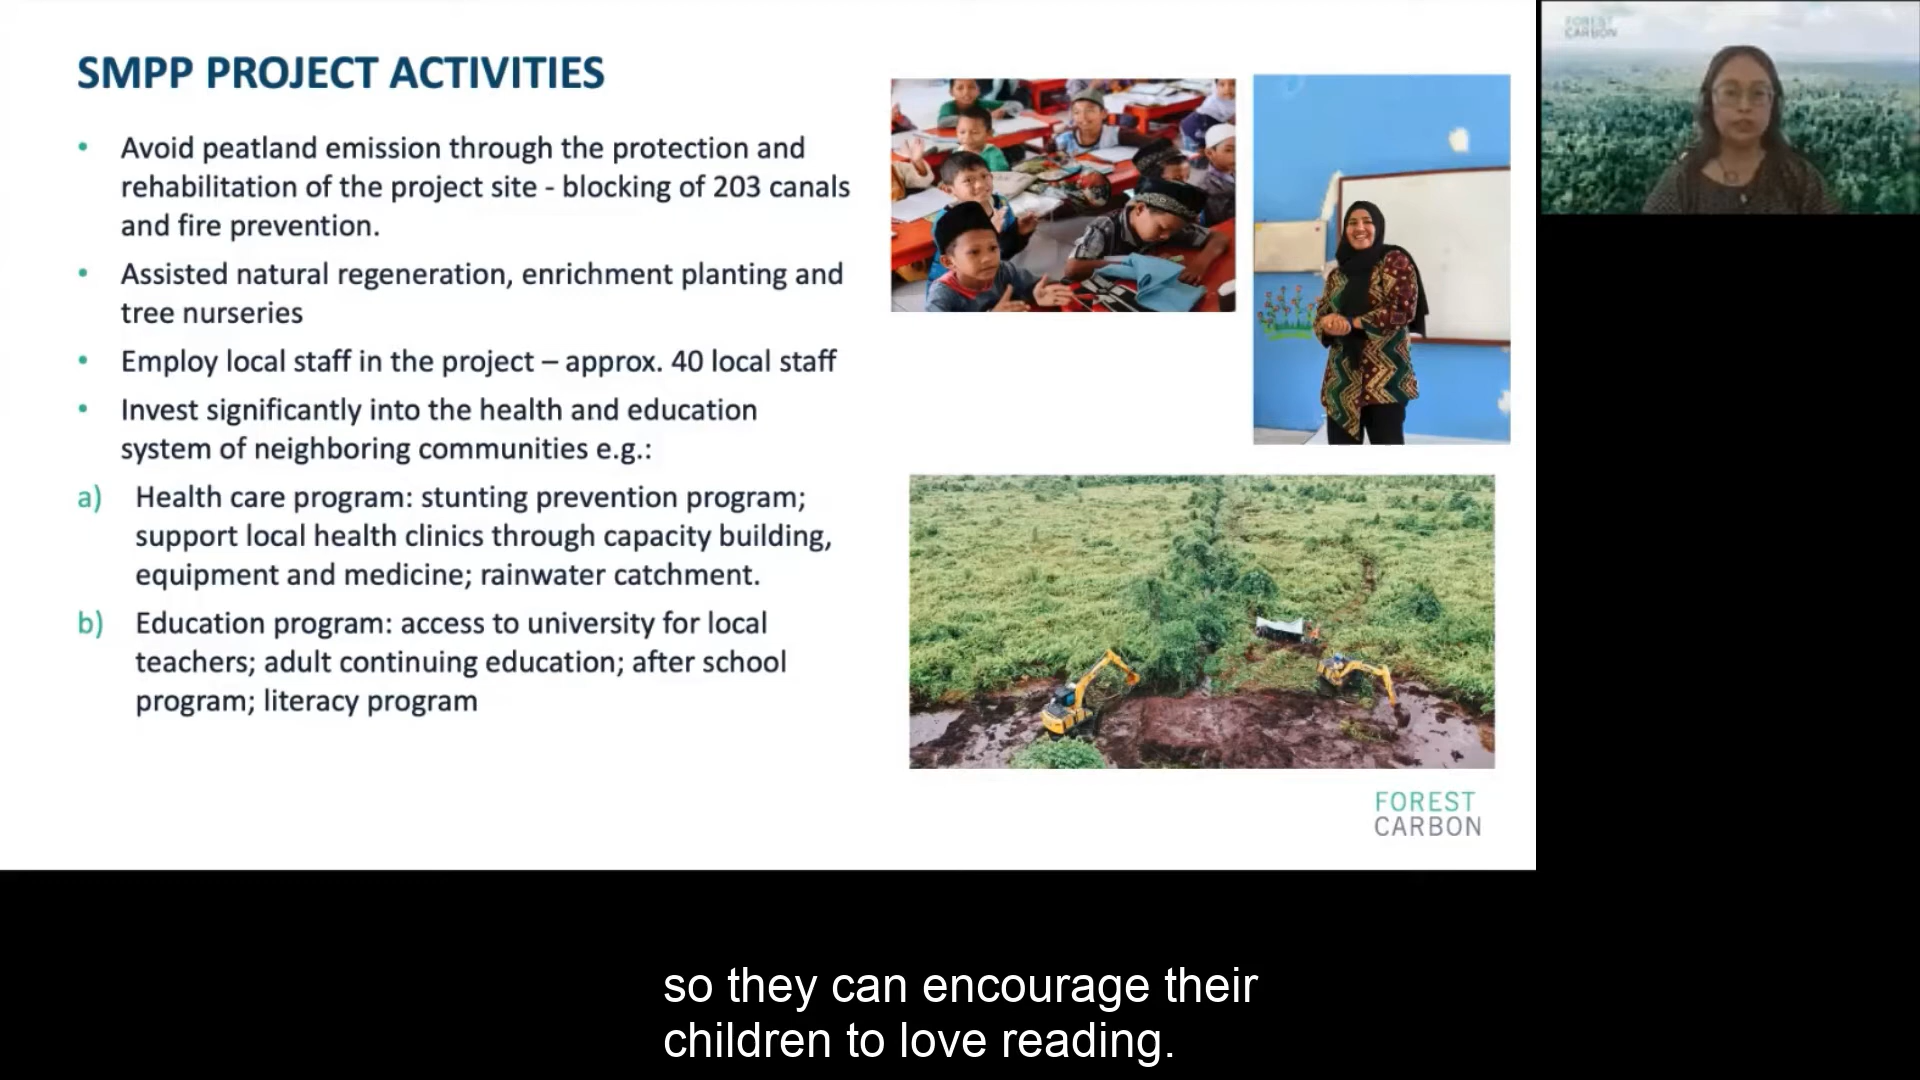 SMPP PROJECT ACTIVITIES
• Avoid peatland emission through the protection and
rehabilitation of the project site - blocking of 203 canals
and fire prevention.
• Assisted natural regeneration, enrichment planting and
tree nurseries
• Employ local staff in the project – approx. 40 local staff
• Invest significantly into the health and education
system of neighboring communities e.g.:
a) Health care program: stunting prevention program;
support local health clinics through capacity building,
equipment and medicine; rainwater catchment.
b) Education program: access to university for local
teachers; adult continuing education; after school
program; literacy program
FOREST
CARBON
FOREST
CARBON
so they can encourage their
children to love reading.